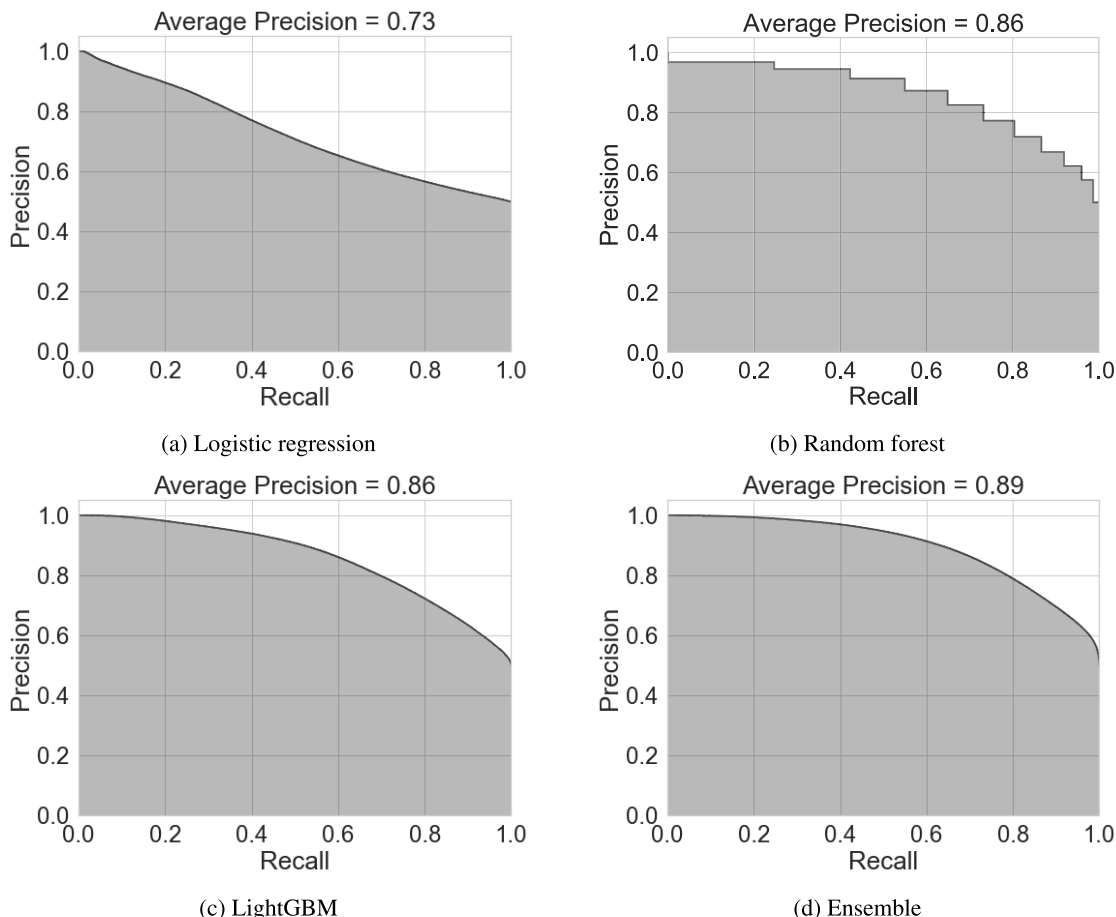 Average Precision = 0.73
1.0
0.8
0.6
0.4
0.2
0.0
Precision
0.0 0.2 0.4 0.6 0.8 1.0
Recall
(a) Logistic regression
Average Precision = 0.86
1.0
0.8
0.6
0.4
0.2
0.0
Precision
0.0 0.2 0.4 0.6 0.8 1.0
Recall
(b) Random forest
Average Precision = 0.86
1.0
0.8
0.6
0.4
0.2
0.0
Precision
0.0 0.2 0.4 0.6 0.8 1.0
Recall
(c) LightGBM
Average Precision = 0.89
1.0
0.8
0.6
0.4
0.2
0.0
Precision
0.0 0.2 0.4 0.6 0.8 1.0
Recall
(d) Ensemble